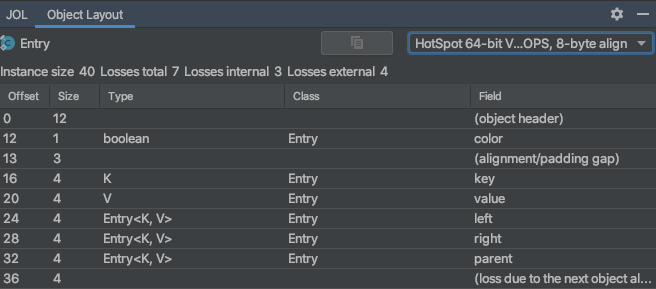 JOL Object Layout
Entry HotSpot 64-bit V...OPS, 8-byte align
Instance size 40 Losses total 7 Losses internal 3 Losses external 4
Offset Size Type Class Field
0 12 (object header)
12 1 boolean Entry color
13 3 (alignment/padding gap)
16 4 K Entry key
20 4 V Entry value
24 4 Entry<K, V> Entry left
28 4 Entry<K, V> Entry right
32 4 Entry<K, V> Entry parent
36 4 (loss due to the next object al...